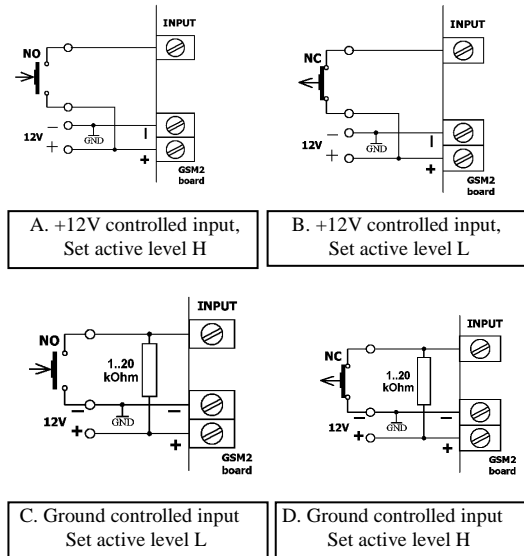 INPUT
NO
−
12V
GND
+
−
+
GSM2
board
A. +12V controlled input,
Set active level H
INPUT
NC
−
12V
GND
+
−
+
GSM2
board
B. +12V controlled input,
Set active level L
INPUT
NO
1..20
kOhm
−
−
12V
GND
+
+
GSM2
board
C. Ground controlled input
Set active level L
INPUT
NC
1..20
kOhm
−
−
12V
GND
+
+
GSM2
board
D. Ground controlled input
Set active level H